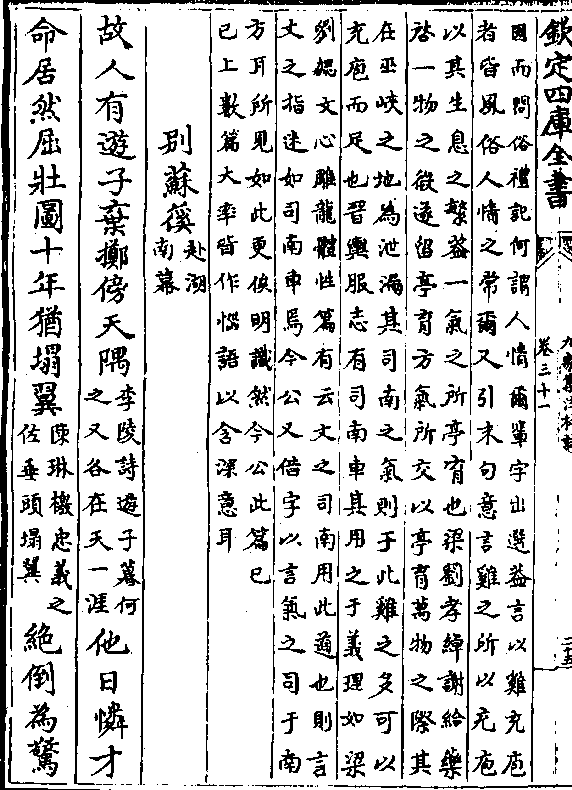 欽定四庫全書
卷三十一
因而問俗禮記何謂人情爾輩字出選益言以雞充庖
者皆風俗人情之常爾又引末句意言雞之所以充庖
以其生息之繁益一氣之所亭育也梁劉孝綽謝給藥
啓一物之微遂留亭育方氣所交以亭育萬物之際其
在巫峽之地為泄漏其司南之氣則于此雞之多可以
充庖而足也晉輿服志有司南車其用之于義理如梁
劉勰文心雕龍體性篇有云文之司南用此道也則言
文之指迷如司南車焉今公又借字以言氣之司于南
方耳所見如此更俟明識然今公此篇已
已上數篇大率皆作惱語以含深意耳
別蘇徯赴湖南幕
故人有遊子棄擲傍天隅李陵詩遊子暮何之又各在天一涯他日憐才
命居然屈壯圖十年猶塌翼陳琳檄忠義之佐垂頭塌翼絶倒為驚